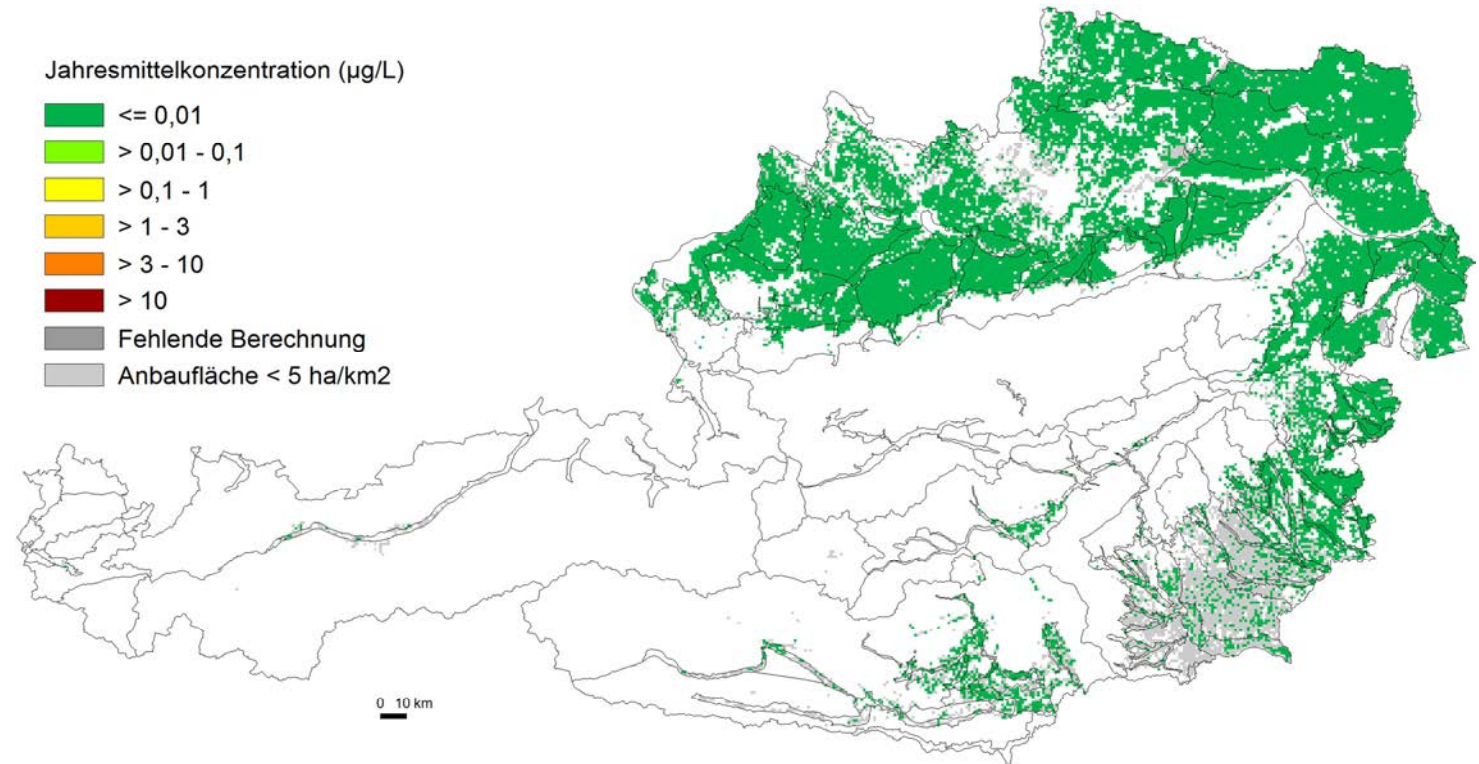 Jahresmittelkonzentration (µg/L)
<= 0,01
> 0,01 - 0,1
> 0,1 - 1
> 1 - 3
> 3 - 10
> 10
Fehlende Berechnung
Anbaufläche < 5 ha/km2
0 10 km